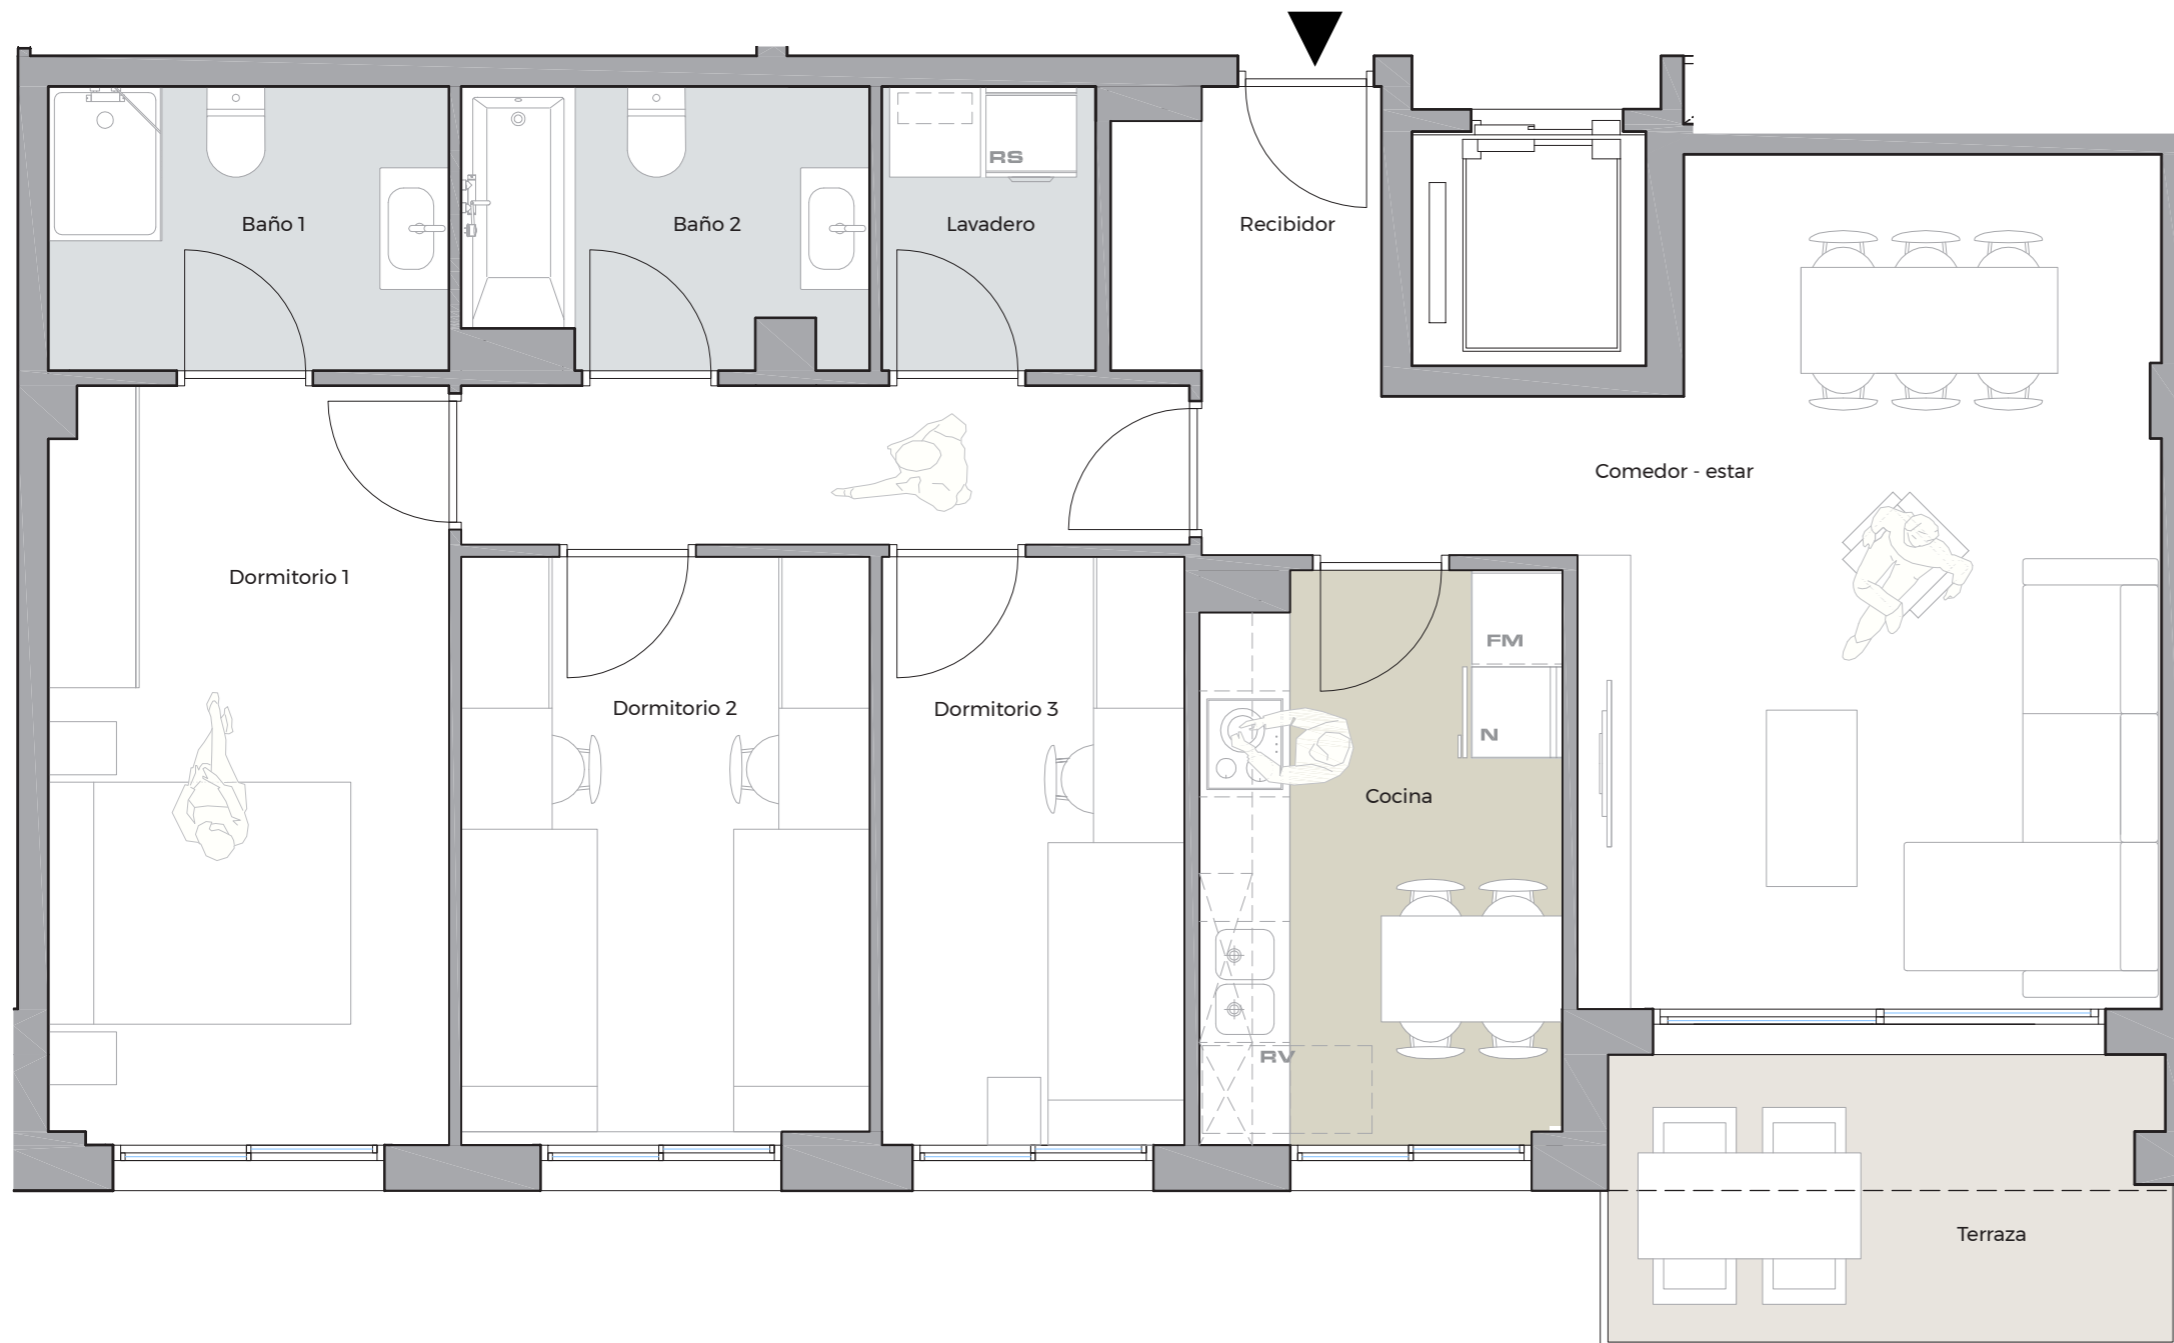 RS
Baño 1
Baño 2
Lavadero
Recibidor
Comedor - estar
Dormitorio 1
FM
Dormitorio 2
Dormitorio 3
N
Cocina
RV
Terraza